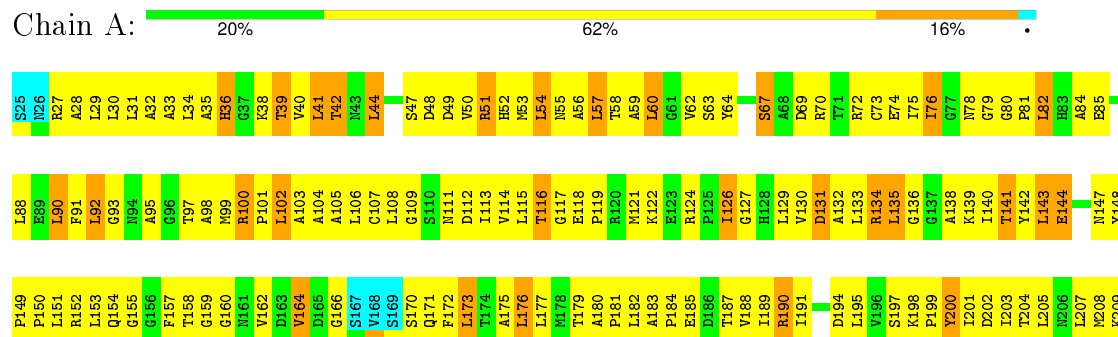 Chain A:
20% 62% 16% •
S25 N26 R27 A28 L29 L30 L31 A32 A33 L34 A35 H36 G37 K38 T39 V40 L41 T42 N43 L44 S47 D48 D49 V50 R51 H52 M53 L54 N55 A56 L57 T58 A59 L60 G61 V62 S63 Y64 S67 A68 D69 R70 T71 R72 C73 E74 I75 I76 G77 N78 G79 G80 P81 L82 H83 A84 E85
L88 E89 L90 F91 L92 G93 N94 A95 G96 T97 A98 M99 R100 P101 L102 A103 A104 A105 L106 C107 L108 G109 S110 N111 D112 I113 V114 L115 T116 G117 E118 P119 R120 M121 K122 E123 R124 P125 I126 G127 H128 L129 V130 D131 A132 L133 R134 L135 G136 G137 A138 K139 I140 T141 Y142 L143 E144 N147 Y148
P149 P150 L151 R152 L153 Q154 G155 G156 F157 T158 G159 G160 N161 V162 D163 V164 D165 G166 S167 V168 S169 S170 Q171 F172 L173 T174 A175 L176 L177 M178 T179 A180 P181 L182 A183 P184 E185 D186 T187 V188 I189 R190 I191 D194 L195 V196 S197 K198 P199 Y200 I201 D202 I203 T204 L205 N206 L207 M208 K209